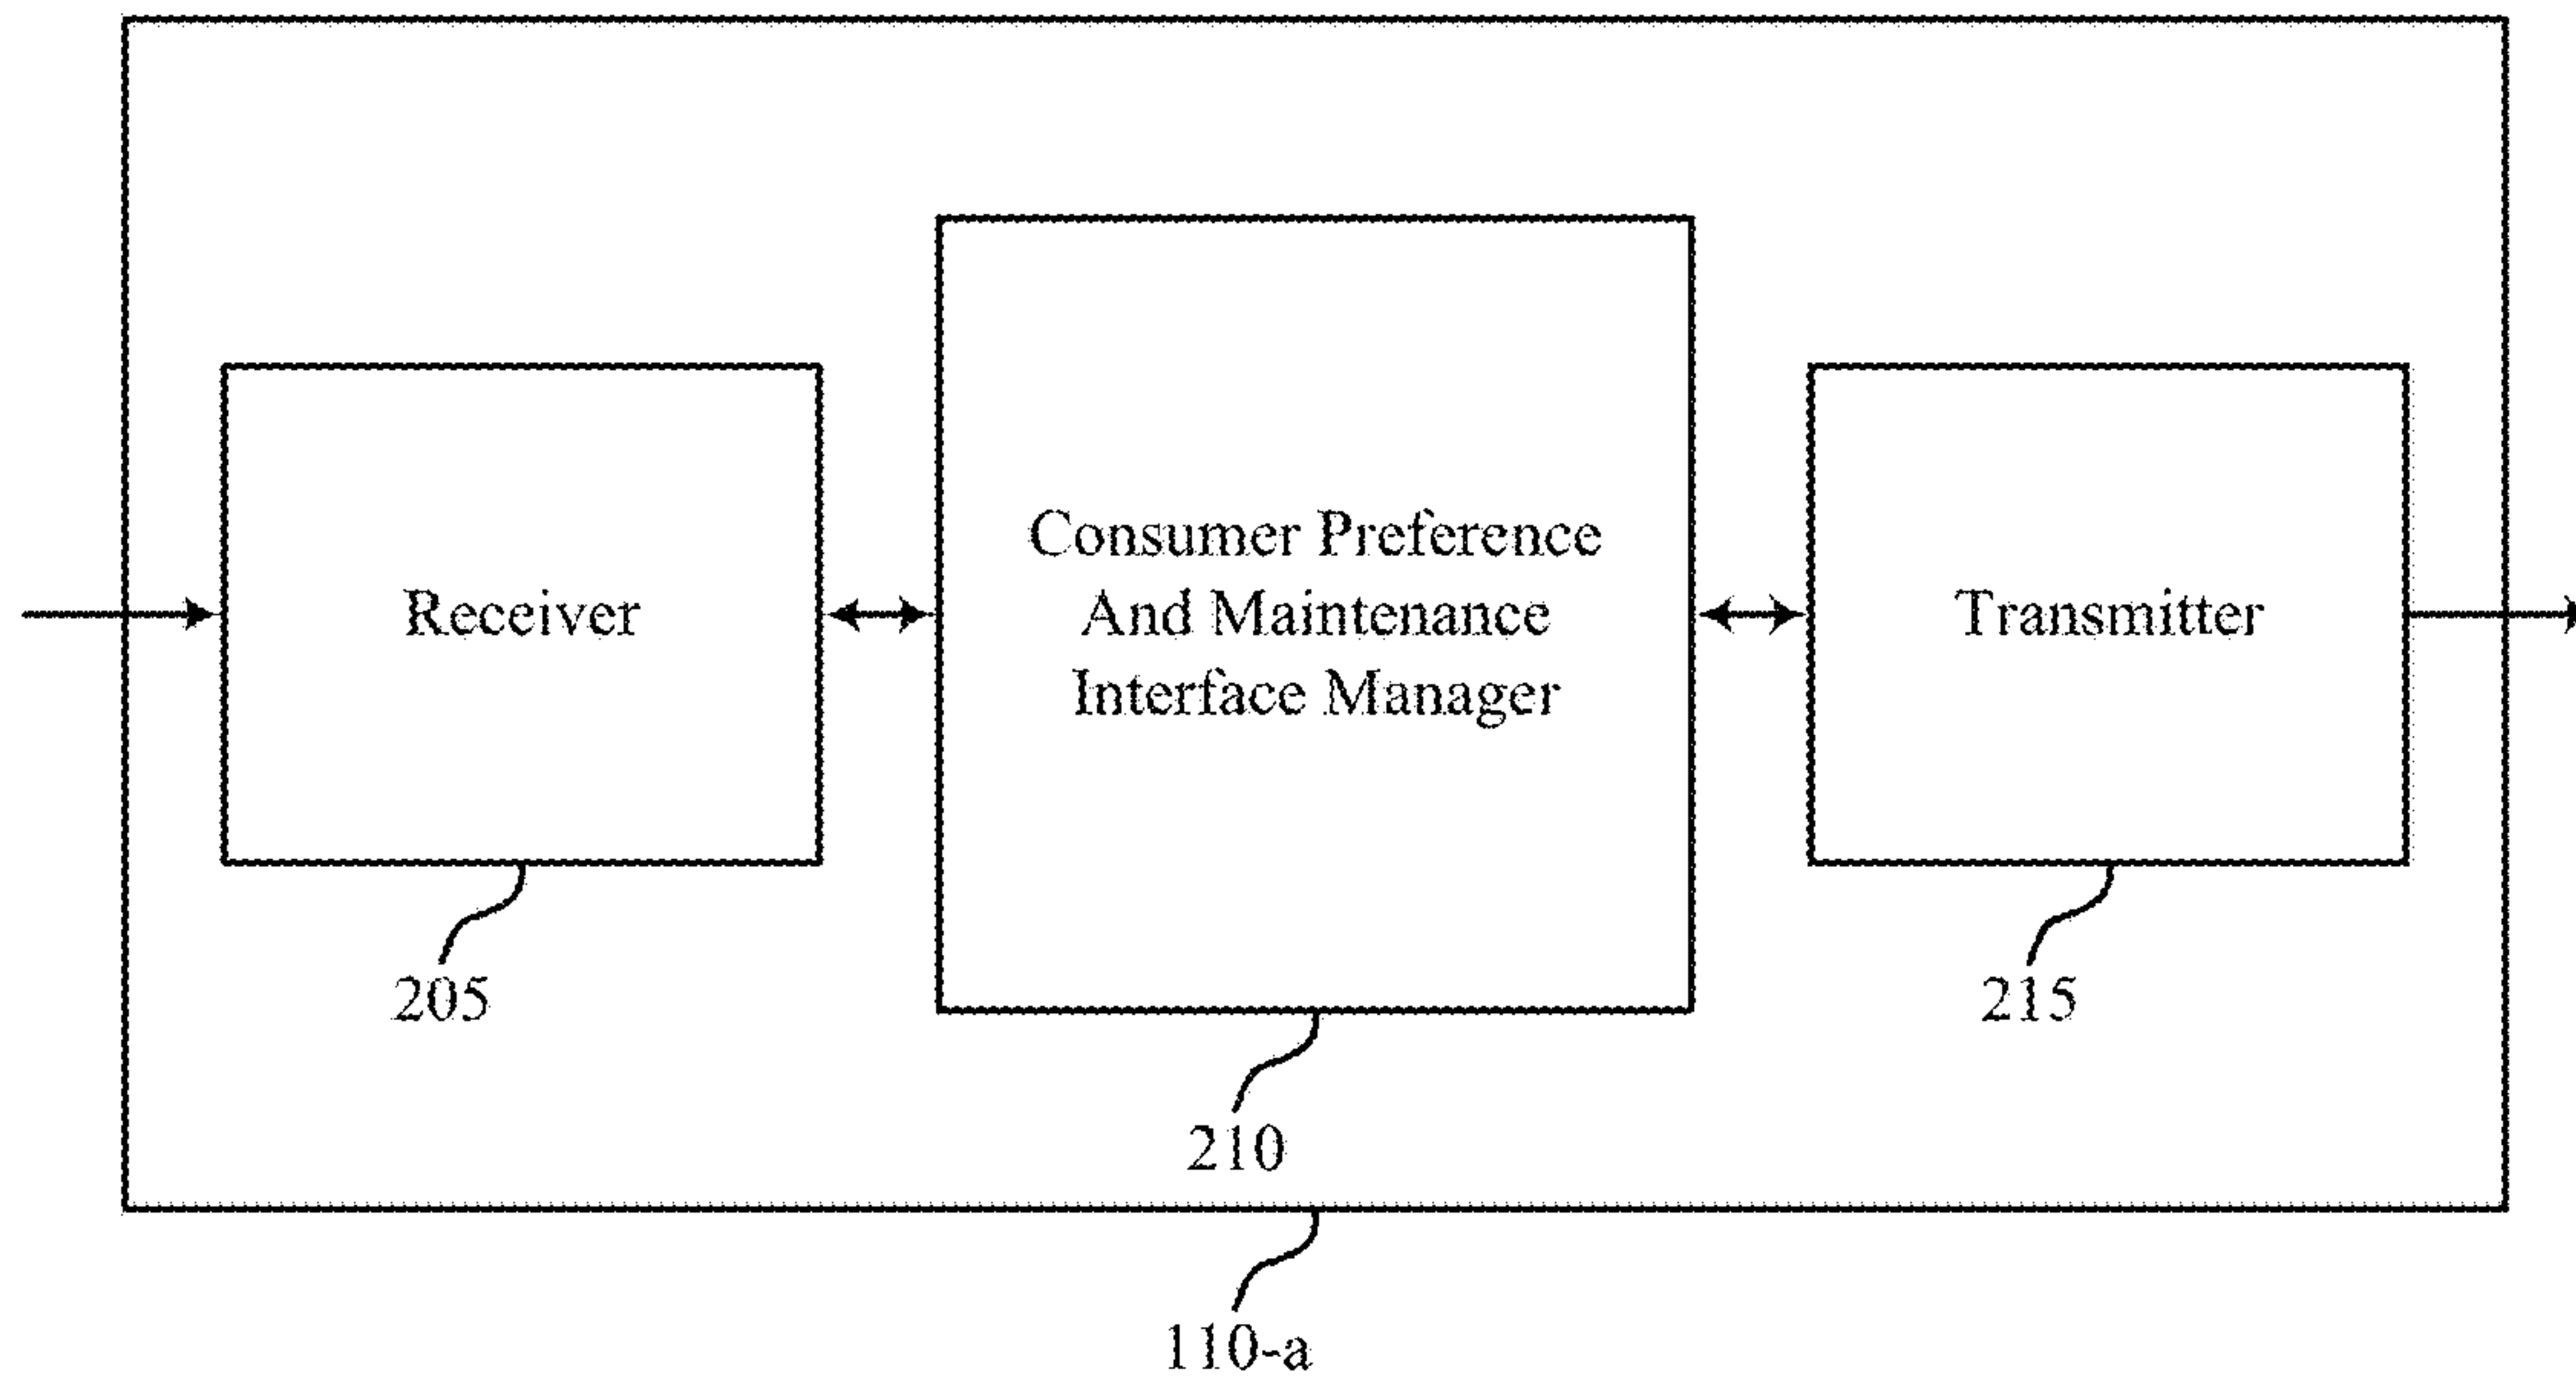 Receiver
Consumer Preference
And Maintenance
Interface Manager
Transmitter
205
215
210
110-a